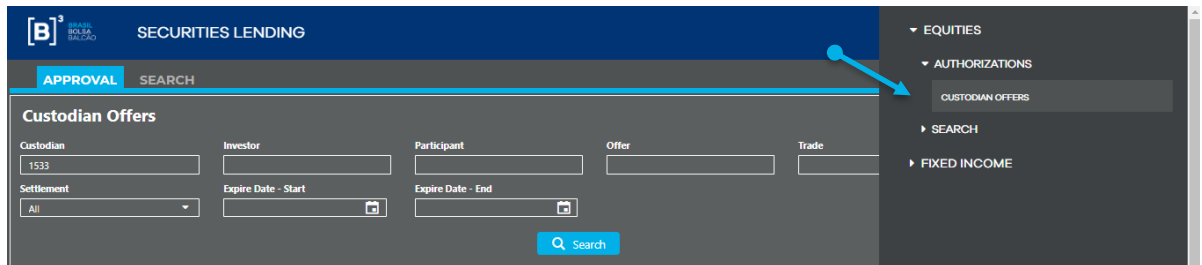 [B]³ BRASIL
BOLSA
BALCÃO
SECURITIES LENDING
APPROVAL SEARCH
Custodian Offers
Custodian Investor Participant Offer Trade
1533
Settlement Expire Date - Start Expire Date - End
All
Search
EQUITIES
AUTHORIZATIONS
CUSTODIAN OFFERS
SEARCH
FIXED INCOME